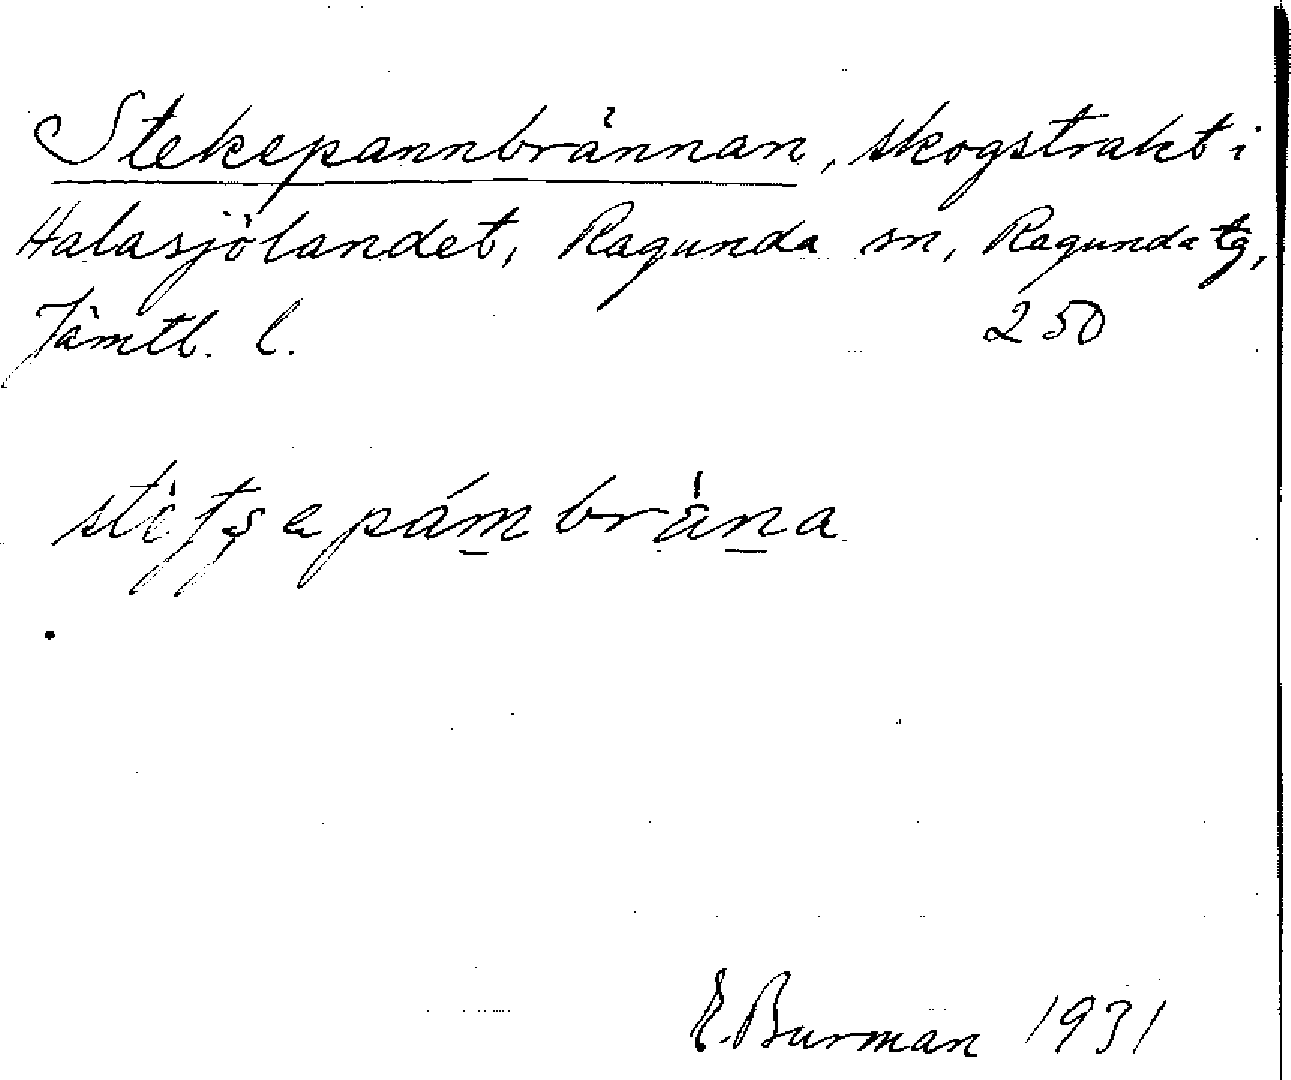 Stekepannbrännan, skogstrakt i
Halasjölandet, Ragunda sn, Ragunda tg,
Jämtl. l. 250
E. Burman 1931